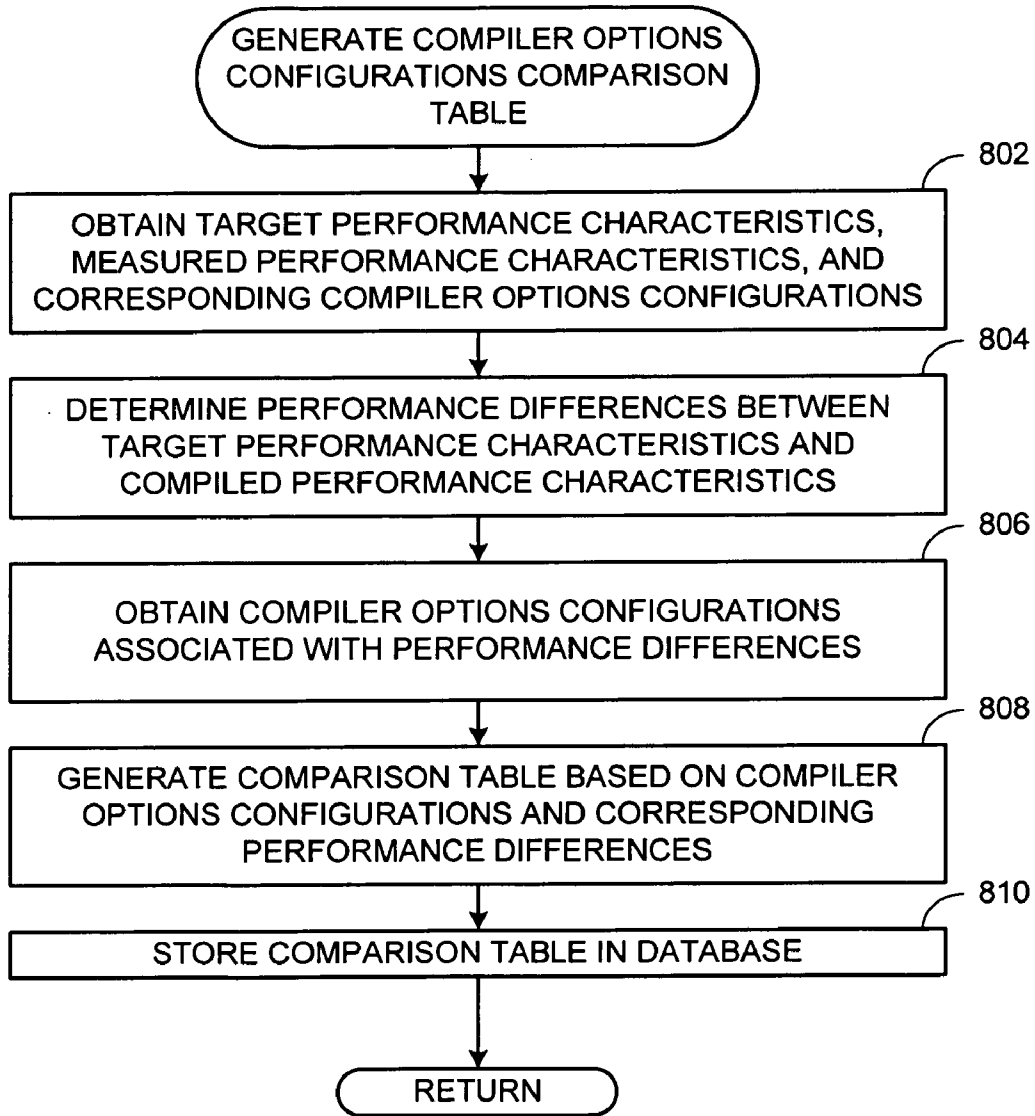 GENERATE COMPILER OPTIONS
CONFIGURATIONS COMPARISON
TABLE
802
OBTAIN TARGET PERFORMANCE CHARACTERISTICS,
MEASURED PERFORMANCE CHARACTERISTICS, AND
CORRESPONDING COMPILER OPTIONS CONFIGURATIONS
804
DETERMINE PERFORMANCE DIFFERENCES BETWEEN
TARGET PERFORMANCE CHARACTERISTICS AND
COMPILED PERFORMANCE CHARACTERISTICS
806
OBTAIN COMPILER OPTIONS CONFIGURATIONS
ASSOCIATED WITH PERFORMANCE DIFFERENCES
808
GENERATE COMPARISON TABLE BASED ON COMPILER
OPTIONS CONFIGURATIONS AND CORRESPONDING
PERFORMANCE DIFFERENCES
810
STORE COMPARISON TABLE IN DATABASE
RETURN